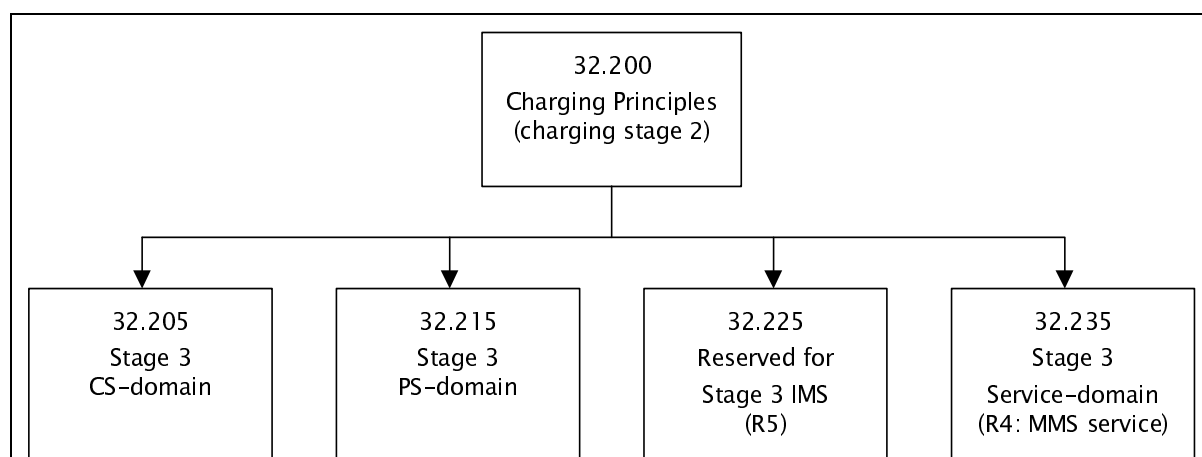 32.200
Charging Principles
(charging stage 2)
32.205
Stage 3
CS-domain
32.215
Stage 3
PS-domain
32.225
Reserved for
Stage 3 IMS
(R5)
32.235
Stage 3
Service-domain
(R4: MMS service)